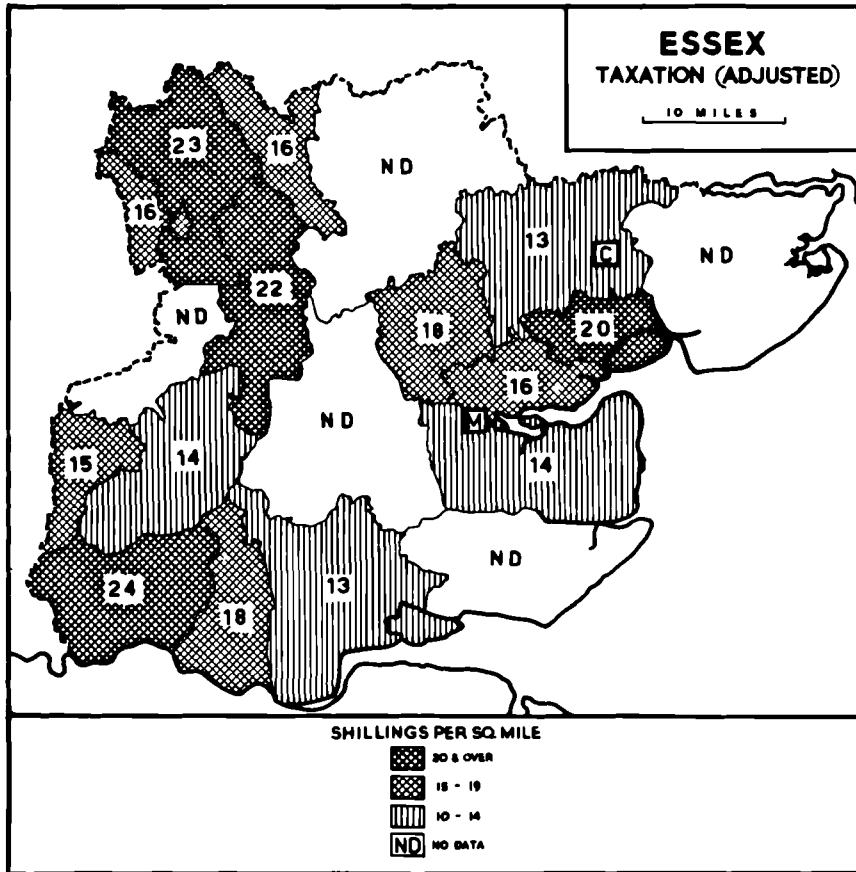 ESSEX
TAXATION (ADJUSTED)
10 MILES
23
16
ND
16
13
C
ND
22
ND
20
18
16
ND
M
14
15
14
ND
24
18
13
SHILLINGS PER SQ. MILE
20 & OVER
15 - 19
10 - 14
ND NO DATA